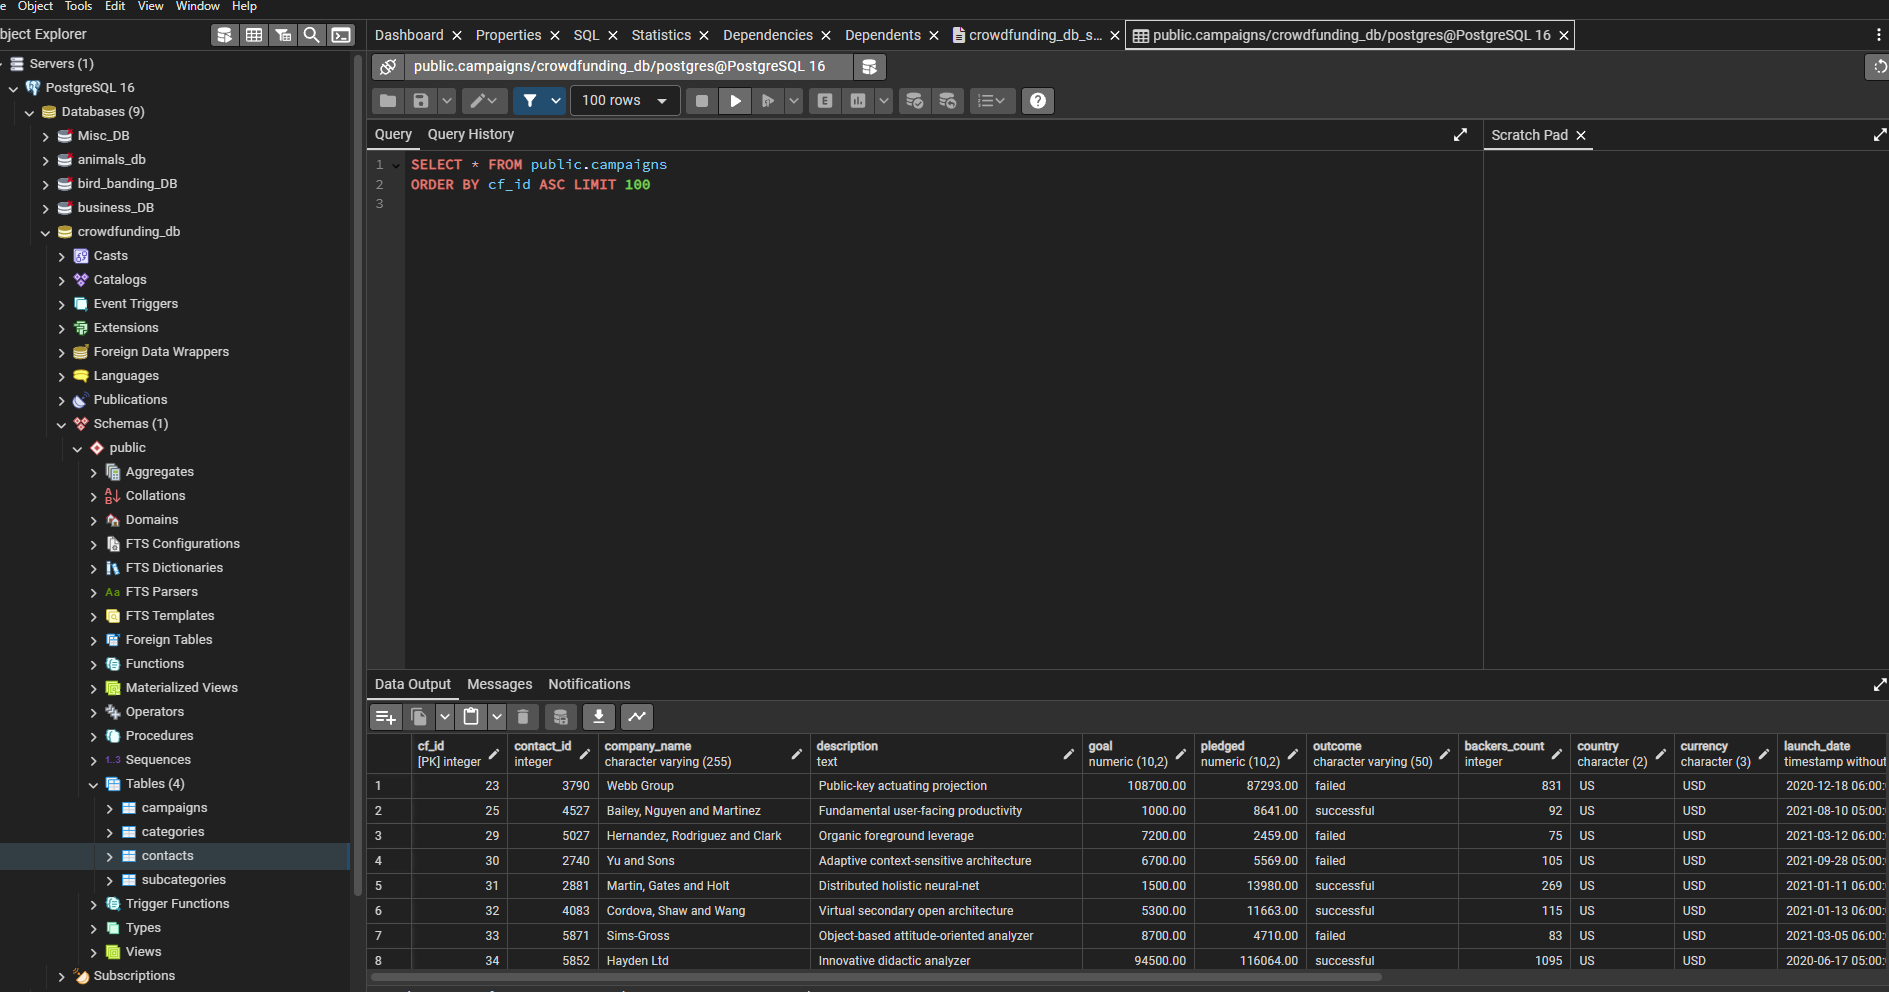 e Object Tools Edit View Window Help
bject Explorer
Servers (1)
PostgreSQL 16
Databases (9)
Misc_DB
animals_db
bird_banding_DB
business_DB
crowdfunding_db
Casts
Catalogs
Event Triggers
Extensions
Foreign Data Wrappers
Languages
Publications
Schemas (1)
public
Aggregates
Collations
Domains
FTS Configurations
FTS Dictionaries
Aa FTS Parsers
FTS Templates
Foreign Tables
Functions
Materialized Views
Operators
Procedures
1..3 Sequences
Tables (4)
campaigns
categories
contacts
subcategories
Trigger Functions
Types
Views
Subscriptions
Dashboard Properties SQL Statistics Dependencies Dependents crowdfunding_db_s... public.campaigns/crowdfunding_db/postgres@PostgreSQL 16
public.campaigns/crowdfunding_db/postgres@PostgreSQL 16
100 rows E
Query Query History Scratch Pad
1 SELECT * FROM public.campaigns
2 ORDER BY cf_id ASC LIMIT 100
3
Data Output Messages Notifications
cf_id contact_id company_name description goal pledged outcome backers_count country currency launch_date
[PK] integer integer character varying (255) text numeric (10,2) numeric (10,2) character varying (50) integer character (2) character (3) timestamp without
1 23 3790 Webb Group Public-key actuating projection 108700.00 87293.00 failed 831 US USD 2020-12-18 06:00:
2 25 4527 Bailey, Nguyen and Martinez Fundamental user-facing productivity 1000.00 8641.00 successful 92 US USD 2021-08-10 05:00:
3 29 5027 Hernandez, Rodriguez and Clark Organic foreground leverage 7200.00 2459.00 failed 75 US USD 2021-03-12 06:00:
4 30 2740 Yu and Sons Adaptive context-sensitive architecture 6700.00 5569.00 failed 105 US USD 2021-09-28 05:00:
5 31 2881 Martin, Gates and Holt Distributed holistic neural-net 1500.00 13980.00 successful 269 US USD 2021-01-11 06:00:
6 32 4083 Cordova, Shaw and Wang Virtual secondary open architecture 5300.00 11663.00 successful 115 US USD 2021-01-13 06:00:
7 33 5871 Sims-Gross Object-based attitude-oriented analyzer 8700.00 4710.00 failed 83 US USD 2021-03-05 06:00:
8 34 5852 Hayden Ltd Innovative didactic analyzer 94500.00 116064.00 successful 1095 US USD 2020-06-17 05:00: